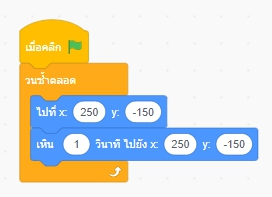 เมื่อคลิก
วนซ้ำตลอด
ไปที่ x: 250 y: -150
เหิน 1 วินาที ไปยัง x: 250 y: -150